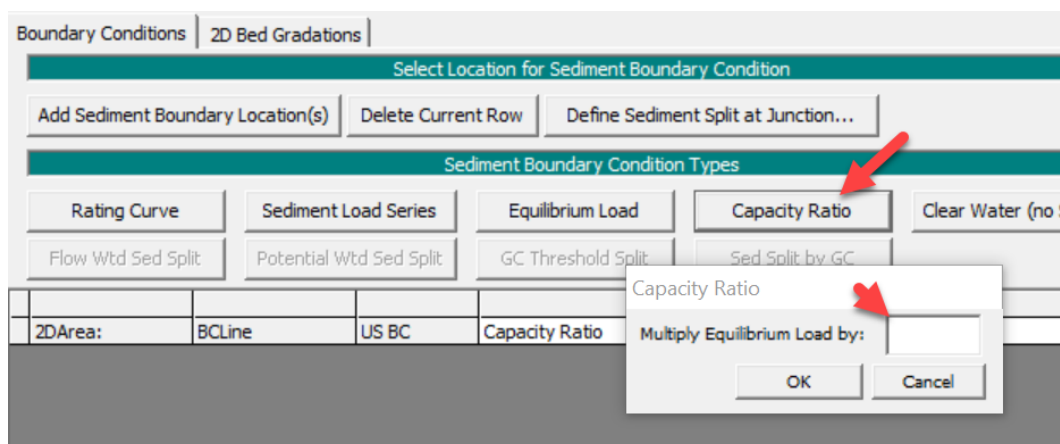 Boundary Conditions 2D Bed Gradations
Select Location for Sediment Boundary Condition
Add Sediment Boundary Location(s) Delete Current Row Define Sediment Split at Junction...
Sediment Boundary Condition Types
Rating Curve Sediment Load Series Equilibrium Load Capacity Ratio Clear Water (no
Flow Wtd Sed Split Potential Wtd Sed Split GC Threshold Split Sed Split by GC
Capacity Ratio
2DArea: BCLine US BC Capacity Ratio Multiply Equilibrium Load by:
OK Cancel